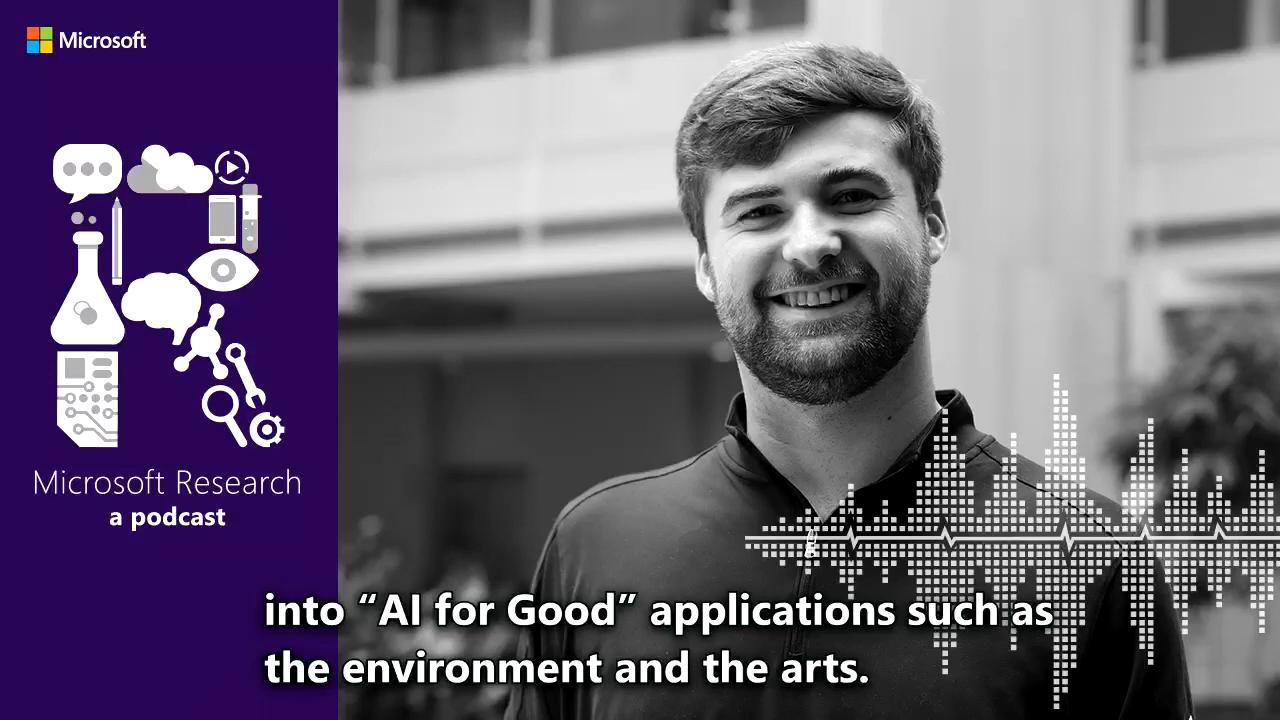 Microsoft
Microsoft Research
a podcast
into “AI for Good” applications such as
the environment and the arts.